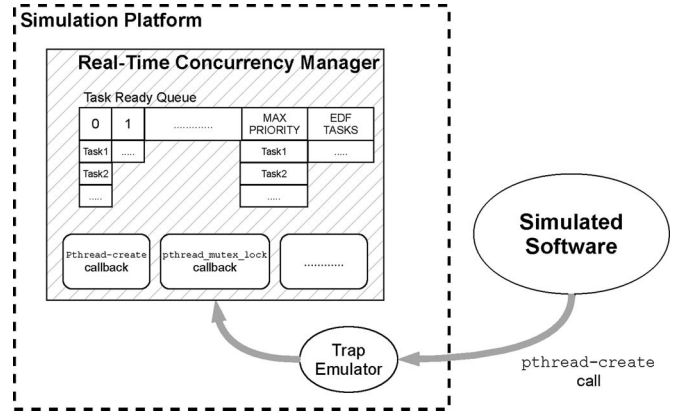 Simulation Platform
Real-Time Concurrency Manager
Task Ready Queue
0 1 ............. MAX PRIORITY EDF TASKS
Task1 ..... Task1 .....
Task2 Task2
..... .....
Pthread-create callback
pthread_mutex_lock callback
............
Simulated
Software
Trap
Emulator
pthread-create
call